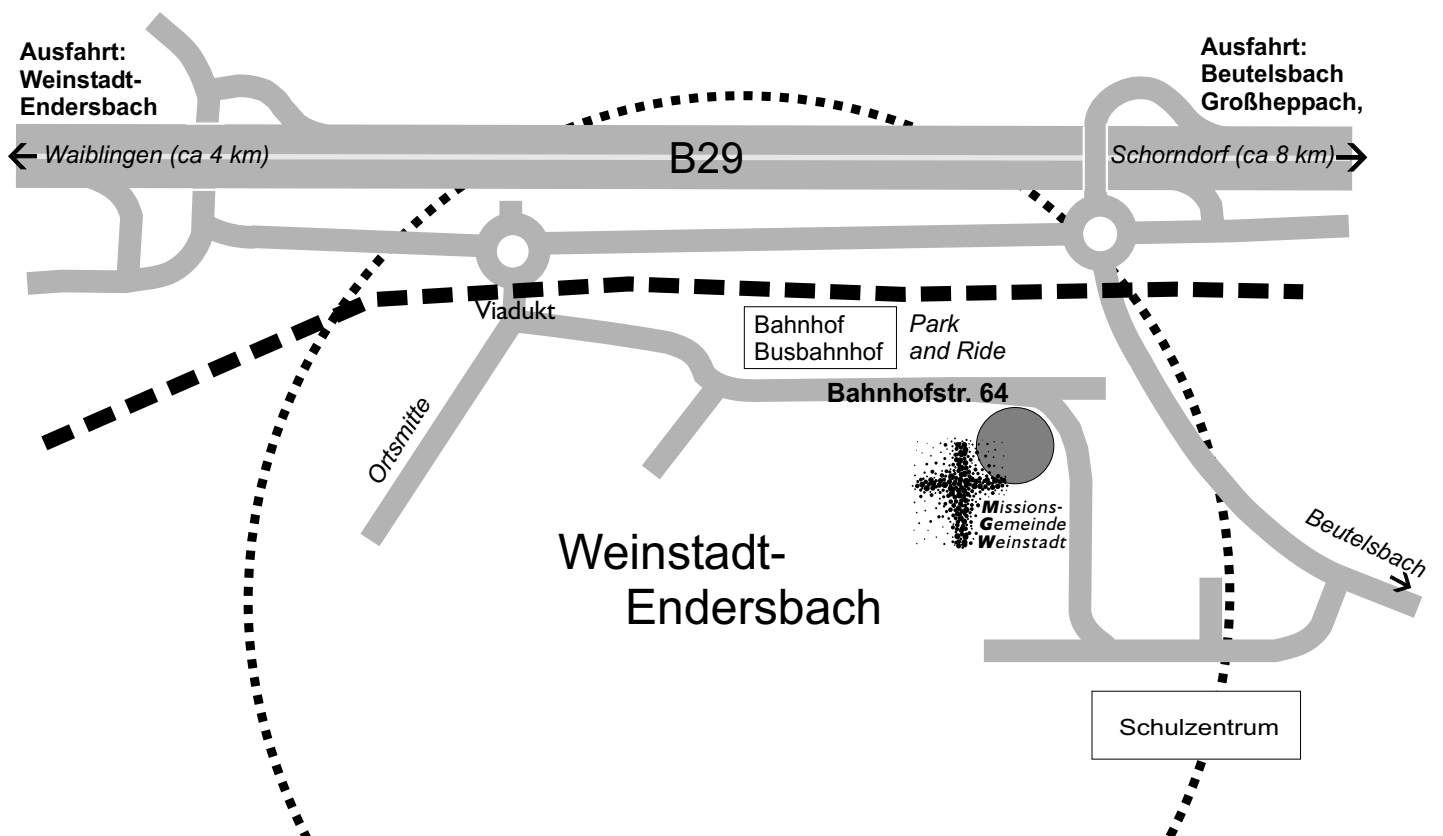 Ausfahrt:
Weinstadt-
Endersbach
Ausfahrt:
Beutelsbach
Großheppach,
Waiblingen (ca 4 km)
B29
Schorndorf (ca 8 km)
Viadukt
Bahnhof
Busbahnhof
Park
and Ride
Bahnhofstr. 64
Ortsmitte
Missions-
Gemeinde
Weinstadt
Weinstadt-
Endersbach
Beutelsbach
Schulzentrum